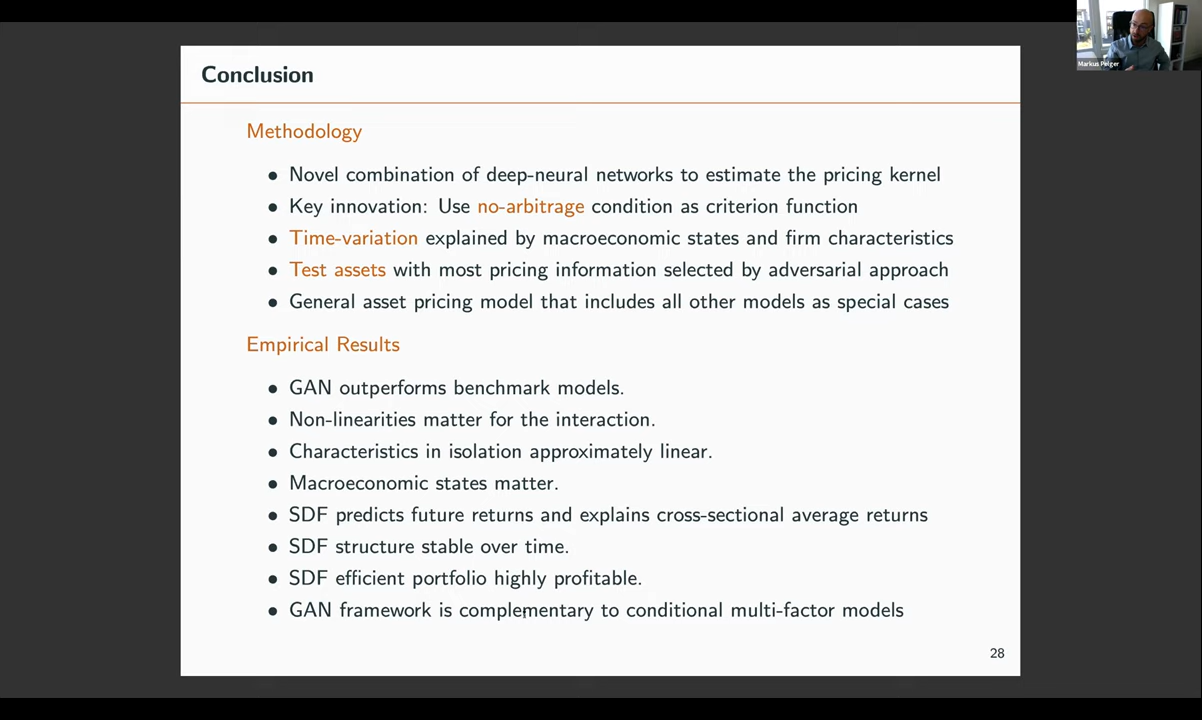 Markus Pelger
Conclusion
Methodology
• Novel combination of deep-neural networks to estimate the pricing kernel
• Key innovation: Use no-arbitrage condition as criterion function
• Time-variation explained by macroeconomic states and firm characteristics
• Test assets with most pricing information selected by adversarial approach
• General asset pricing model that includes all other models as special cases
Empirical Results
• GAN outperforms benchmark models.
• Non-linearities matter for the interaction.
• Characteristics in isolation approximately linear.
• Macroeconomic states matter.
• SDF predicts future returns and explains cross-sectional average returns
• SDF structure stable over time.
• SDF efficient portfolio highly profitable.
• GAN framework is complementary to conditional multi-factor models
28